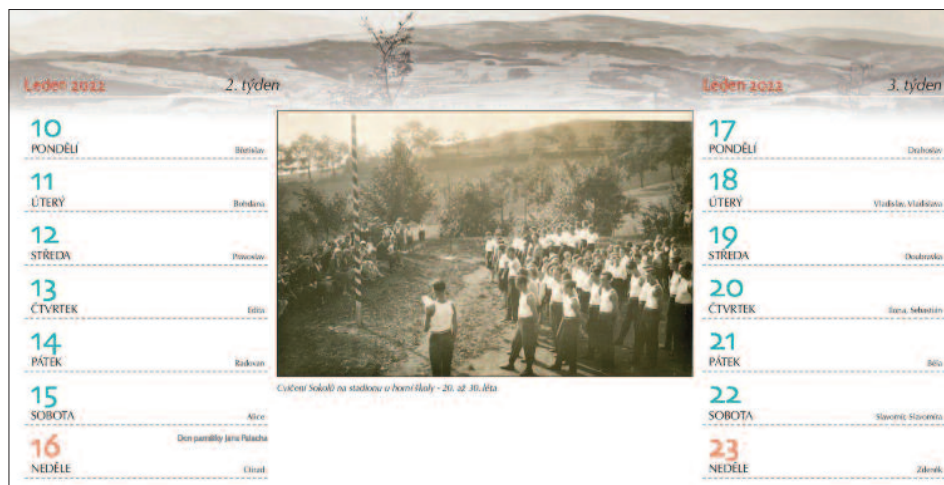 Leden 2022
2. týden
10
PONDĚLÍ
Břetislav
11
ÚTERÝ
Bohdana
12
STŘEDA
Pravoslav
13
ČTVRTEK
Edita
14
PÁTEK
Radovan
15
SOBOTA
Alice
Den památky Jana Palacha
16
NEDĚLE
Ctirad
Cvičení Sokolů na stadionu u horní školy - 20. až 30. léta
Leden 2022
3. týden
17
PONDĚLÍ
Drahoslav
18
ÚTERÝ
Vladislav, Vladislava
19
STŘEDA
Doubravka
20
ČTVRTEK
Ilona, Sebastián
21
PÁTEK
Běla
22
SOBOTA
Slavomír, Slavomíra
23
NEDĚLE
Zdeněk